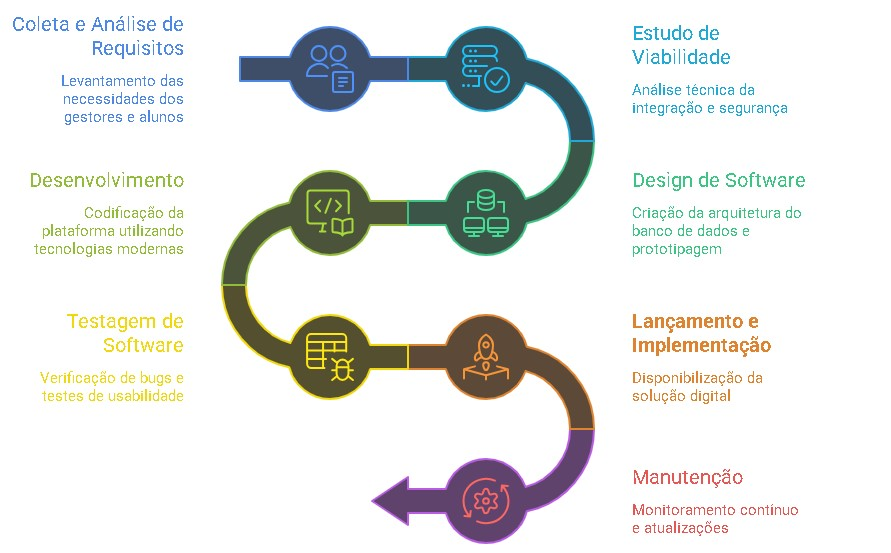 Coleta e Análise de
Requisitos
Levantamento das
necessidades dos
gestores e alunos
Estudo de
Viabilidade
Análise técnica da
integração e segurança
Design de Software
Criação da arquitetura do
banco de dados e
prototipagem
Desenvolvimento
Codificação da
plataforma utilizando
tecnologias modernas
Testagem de
Software
Verificação de bugs e
testes de usabilidade
Lançamento e
Implementação
Disponibilização da
solução digital
Manutenção
Monitoramento contínuo
e atualizações